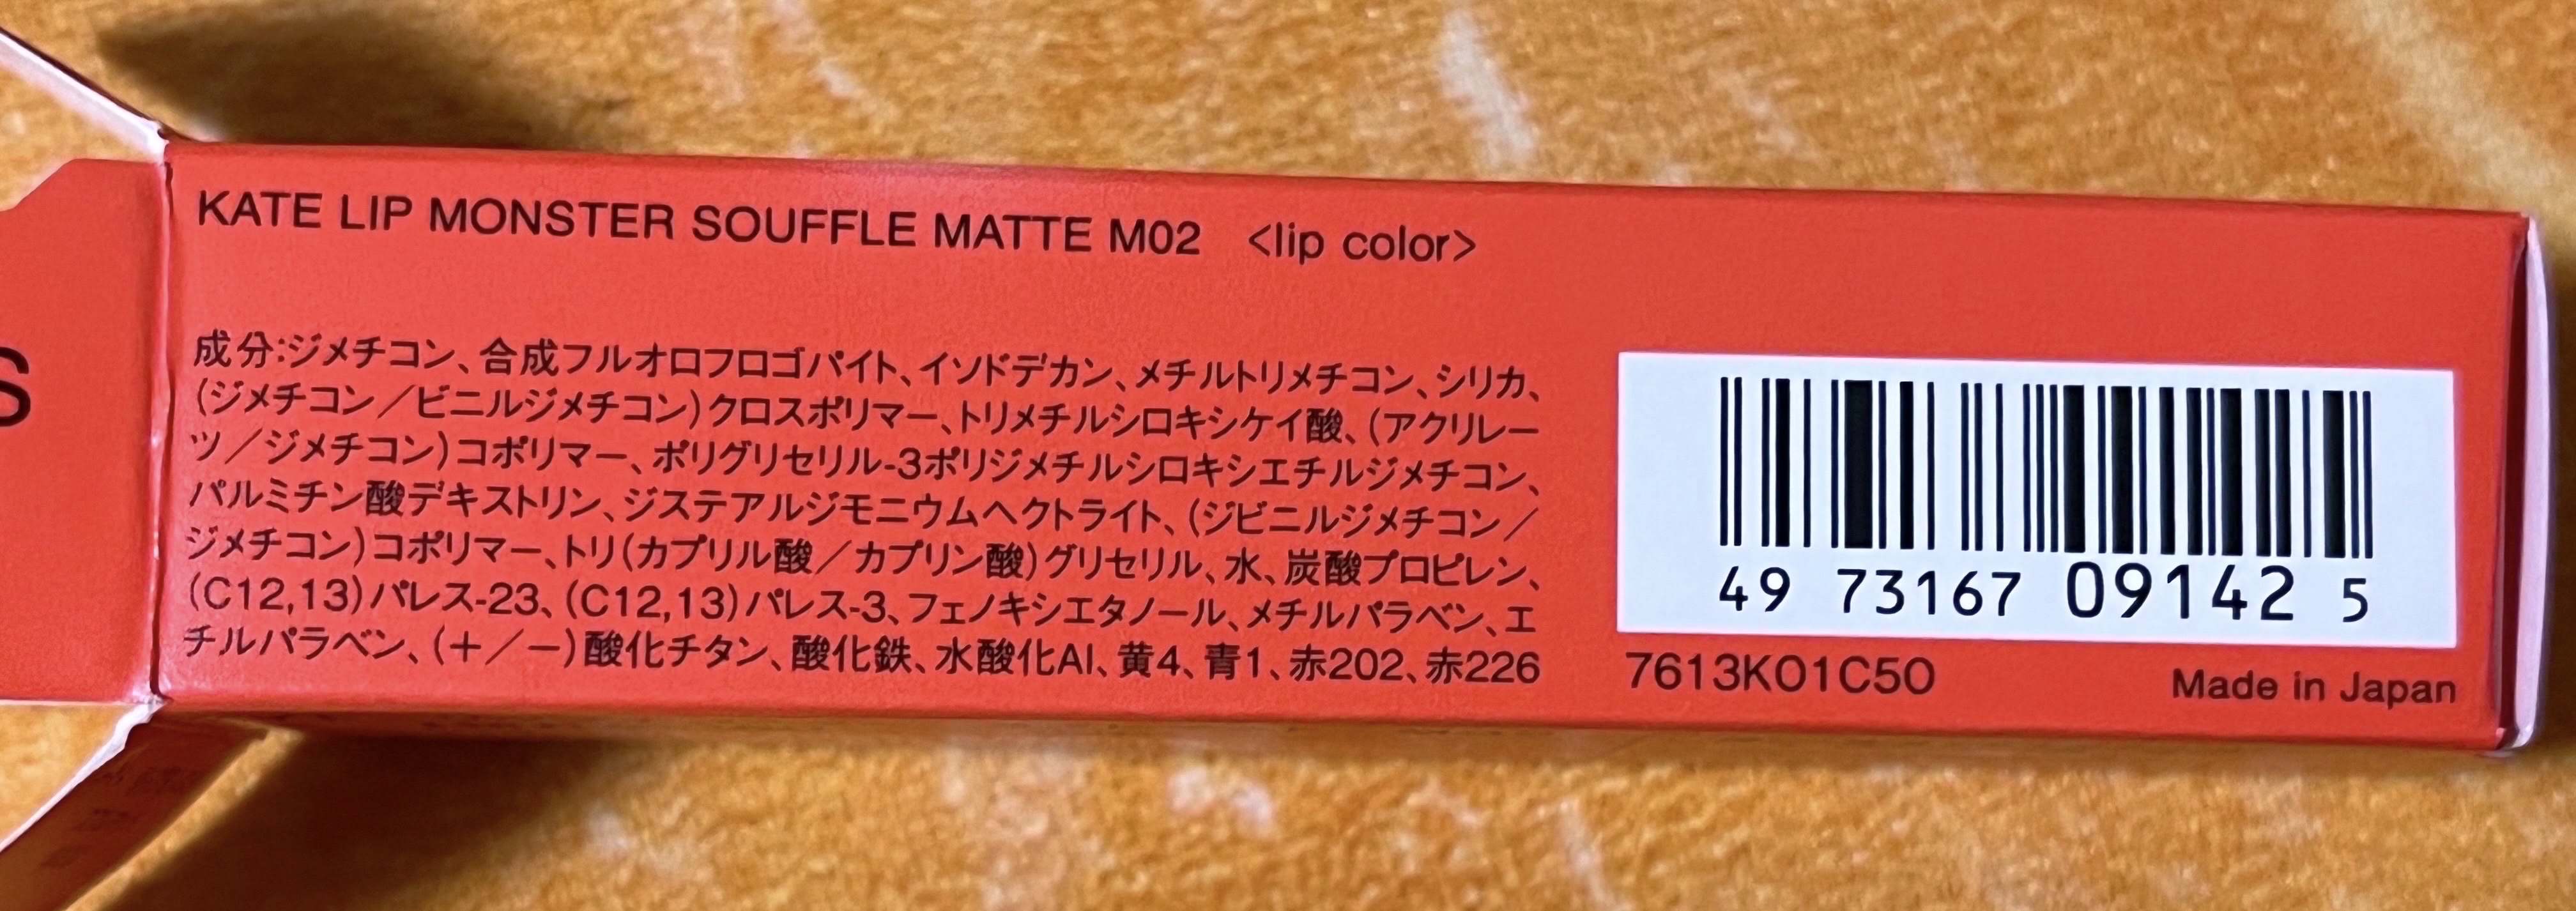 KATE LIP MONSTER SOUFFLE MATTE M02 <lip color>
成分:ジメチコン、合成フルオロフロゴパイト、イソドデカン、メチルトリメチコン、シリカ、
(ジメチコン/ビニルジメチコン)クロスポリマー、トリメチルシロキシケイ酸、(アクリレー
ツ/ジメチコン)コポリマー、ポリグリセリル-3ポリジメチルシロキシエチルジメチコン、
パルミチン酸デキストリン、ジステアルジモニウムヘクトライト、(ジビニルジメチコン/
ジメチコン)コポリマー、トリ(カプリル酸/カプリン酸)グリセリル、水、炭酸プロピレン、
(C12,13)パレス-23、(C12,13)パレス-3、フェノキシエタノール、メチルパラベン、エ
チルパラベン、(+/-)酸化チタン、酸化鉄、水酸化Al、黄4、青1、赤202、赤226
49 73167 09142 5
7613KO1C5O
Made in Japan
S